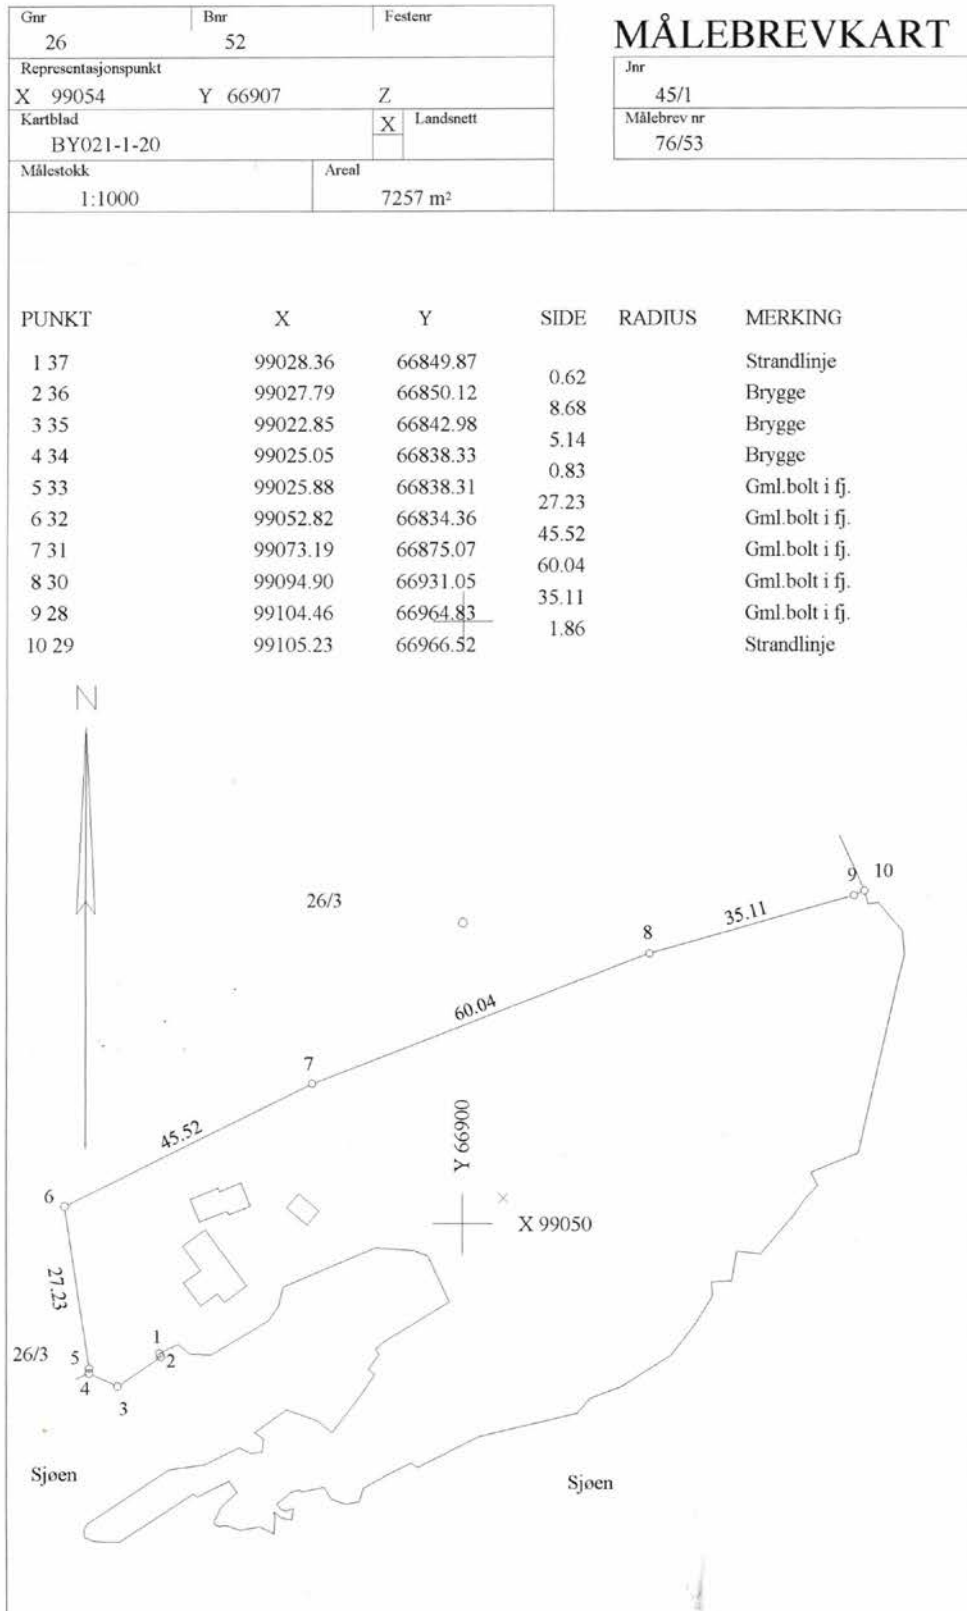 Gnr Bnr Festenr
26 52
MÅLEBREVKART
Representasjonspunkt
X 99054 Y 66907 Z
Jnr
45/1
Kartblad X Landsnett
BY021-1-20
Målebrev nr
76/53
Målestokk Areal
1:1000 7257 m²
PUNKT X Y SIDE RADIUS MERKING
1 37 99028.36 66849.87 Strandlinje
0.62
2 36 99027.79 66850.12 Brygge
8.68
3 35 99022.85 66842.98 Brygge
5.14
4 34 99025.05 66838.33 Brygge
0.83
5 33 99025.88 66838.31 Gml.bolt i fj.
27.23
6 32 99052.82 66834.36 Gml.bolt i fj.
45.52
7 31 99073.19 66875.07 Gml.bolt i fj.
60.04
8 30 99094.90 66931.05 Gml.bolt i fj.
35.11
9 28 99104.46 66964.83 Gml.bolt i fj.
1.86
10 29 99105.23 66966.52 Strandlinje
N
9 10
26/3
35.11
8
60.04
7
45.52
Y 66900
6
X 99050
27.23
1
26/3 5 2
4
3
Sjøen
Sjøen